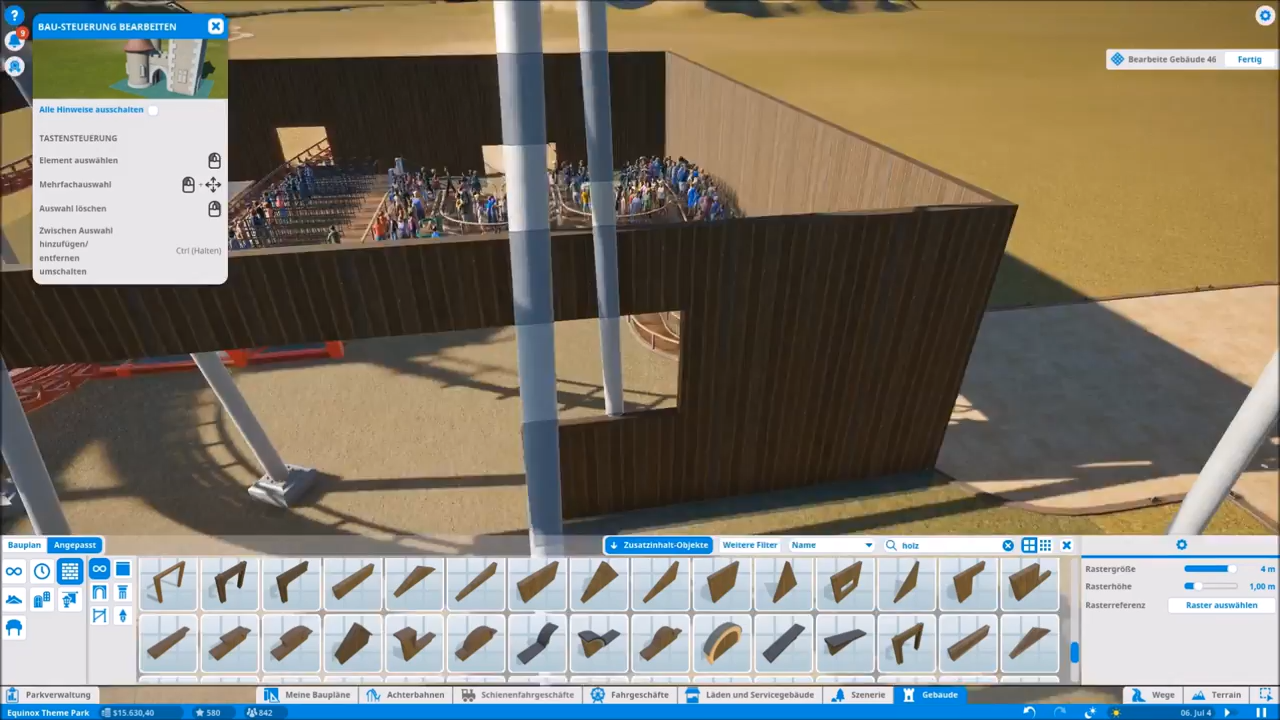 ?
BAU-STEUERUNG BEARBEITEN
9
Alle Hinweise ausschalten
TASTENSTEUERUNG
Element auswählen
Mehrfachauswahl
Auswahl löschen
Zwischen Auswahl
hinzufügen/
entfernen
umschalten
Ctrl (Halten)
Bearbeite Gebäude 46
Fertig
Bauplan
Angepasst
Zusatzinhalt-Objekte
Weitere Filter
Name
holz
Rastergröße
4 m
Rasterhöhe
1,00 m
Rasterreferenz
Raster auswählen
Parkverwaltung
Meine Baupläne
Achterbahnen
Schienenfahrgeschäfte
Fahrgeschäfte
Läden und Servicegebäude
Szenerie
Gebäude
Wege
Terrain
Equinox Theme Park
$15.630,40
580
842
06. Jul 4